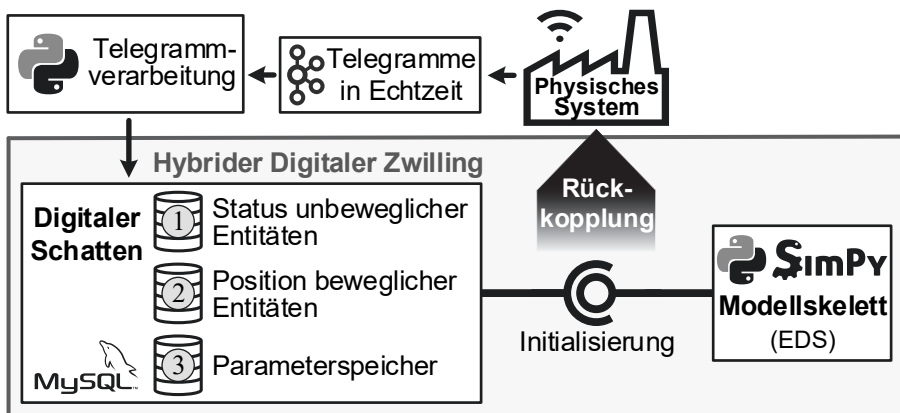 Telegramm-
verarbeitung
Telegramme
in Echtzeit
Physisches
System
Hybrider Digitaler Zwilling
Digitaler
Schatten
1
Status unbeweglicher
Entitäten
2
Position beweglicher
Entitäten
3
Parameterspeicher
MySQL
Rück-
kopplung
Initialisierung
SimPy
Modellskelett
(EDS)